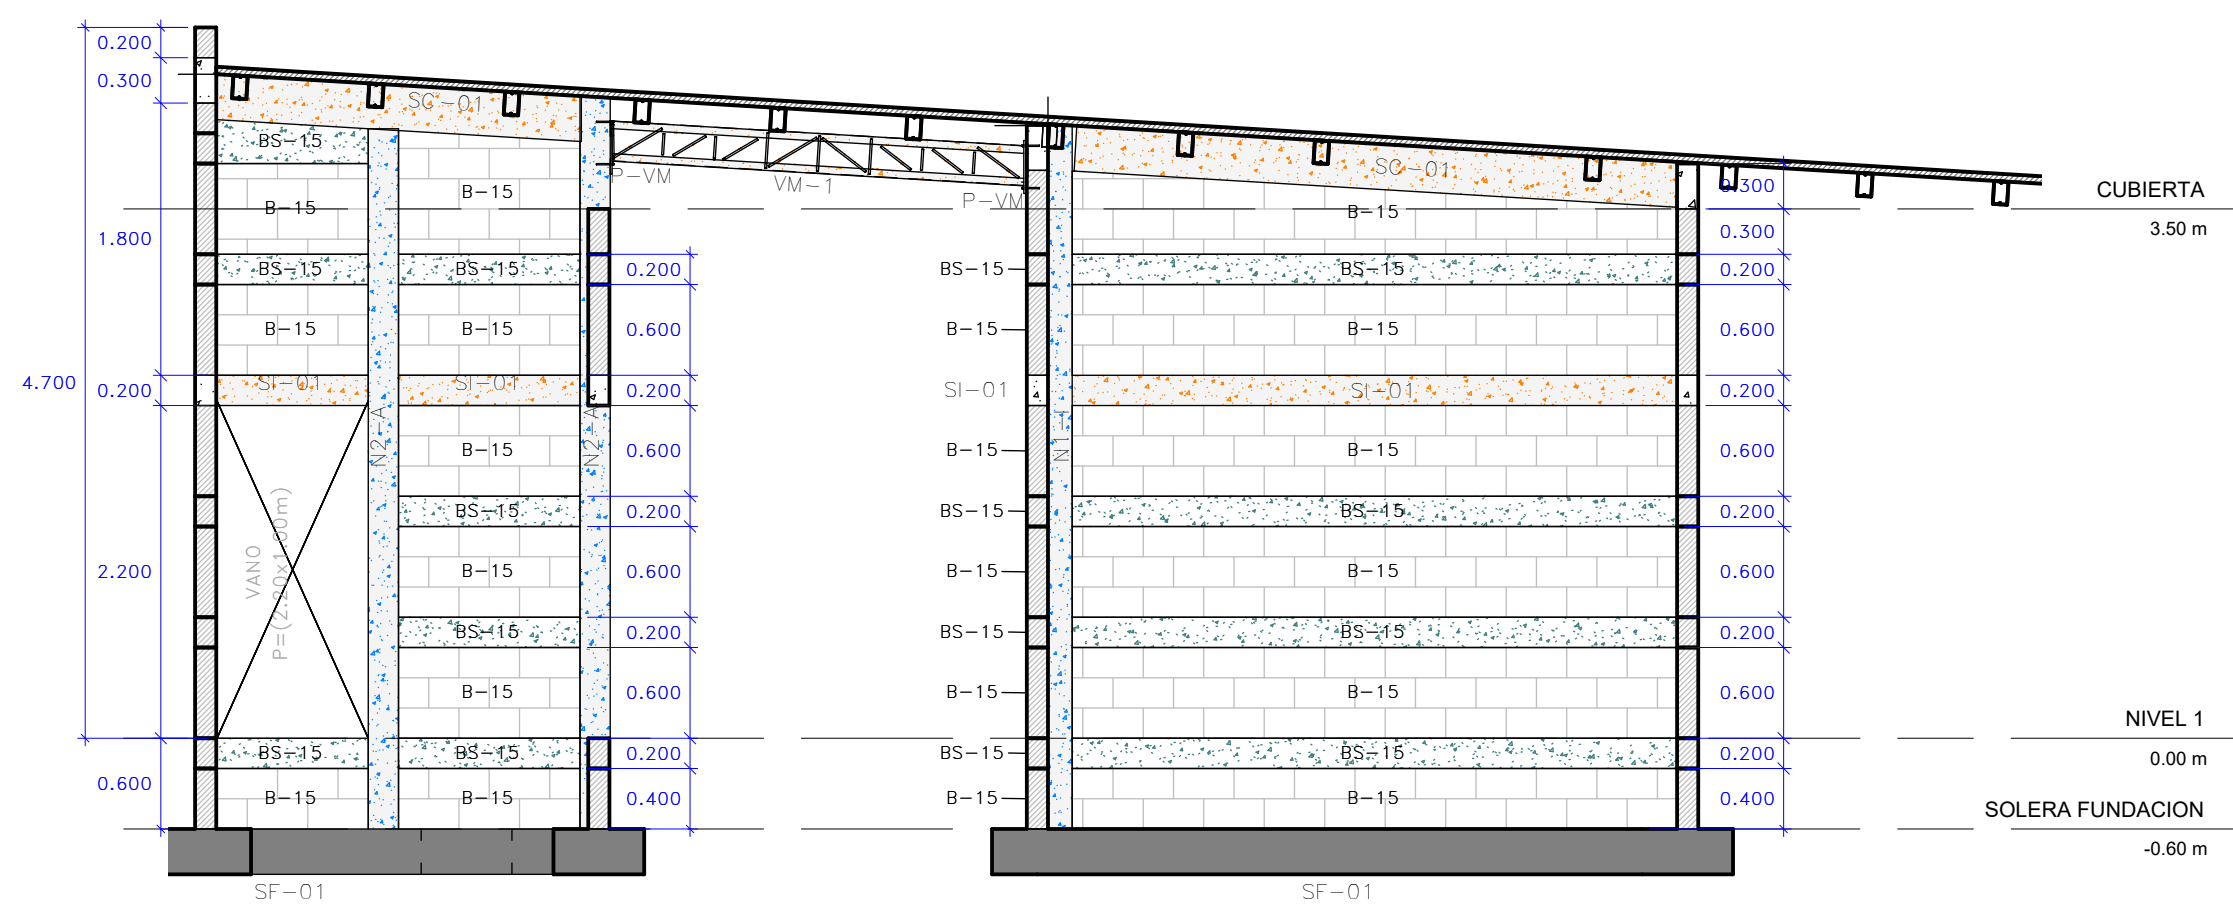 0.200
0.300
SC-01
BS-15
P-VM
VM-1
SC-01
0.300
CUBIERTA
B-15
B-15
P-VM
B-15
3.50 m
1.800
0.300
BS-15
BS-15
0.200
BS-15
BS-15
0.200
B-15
B-15
0.600
B-15
B-15
0.600
4.700
0.200
SI-01
SI-01
0.200
SI-01
SI-01
0.200
N2-A
N2-A
N1-I
B-15
0.600
B-15
B-15
0.600
BS-15
0.200
BS-15
BS-15
0.200
2.200
VANO
P=(2.20x1.00m)
B-15
0.600
B-15
B-15
0.600
BS-15
0.200
BS-15
BS-15
0.200
B-15
0.600
B-15
B-15
0.600
NIVEL 1
0.00 m
BS-15
BS-15
0.200
BS-15
BS-15
0.200
0.600
B-15
B-15
0.400
B-15
B-15
0.400
SOLERA FUNDACION
-0.60 m
SF-01
SF-01